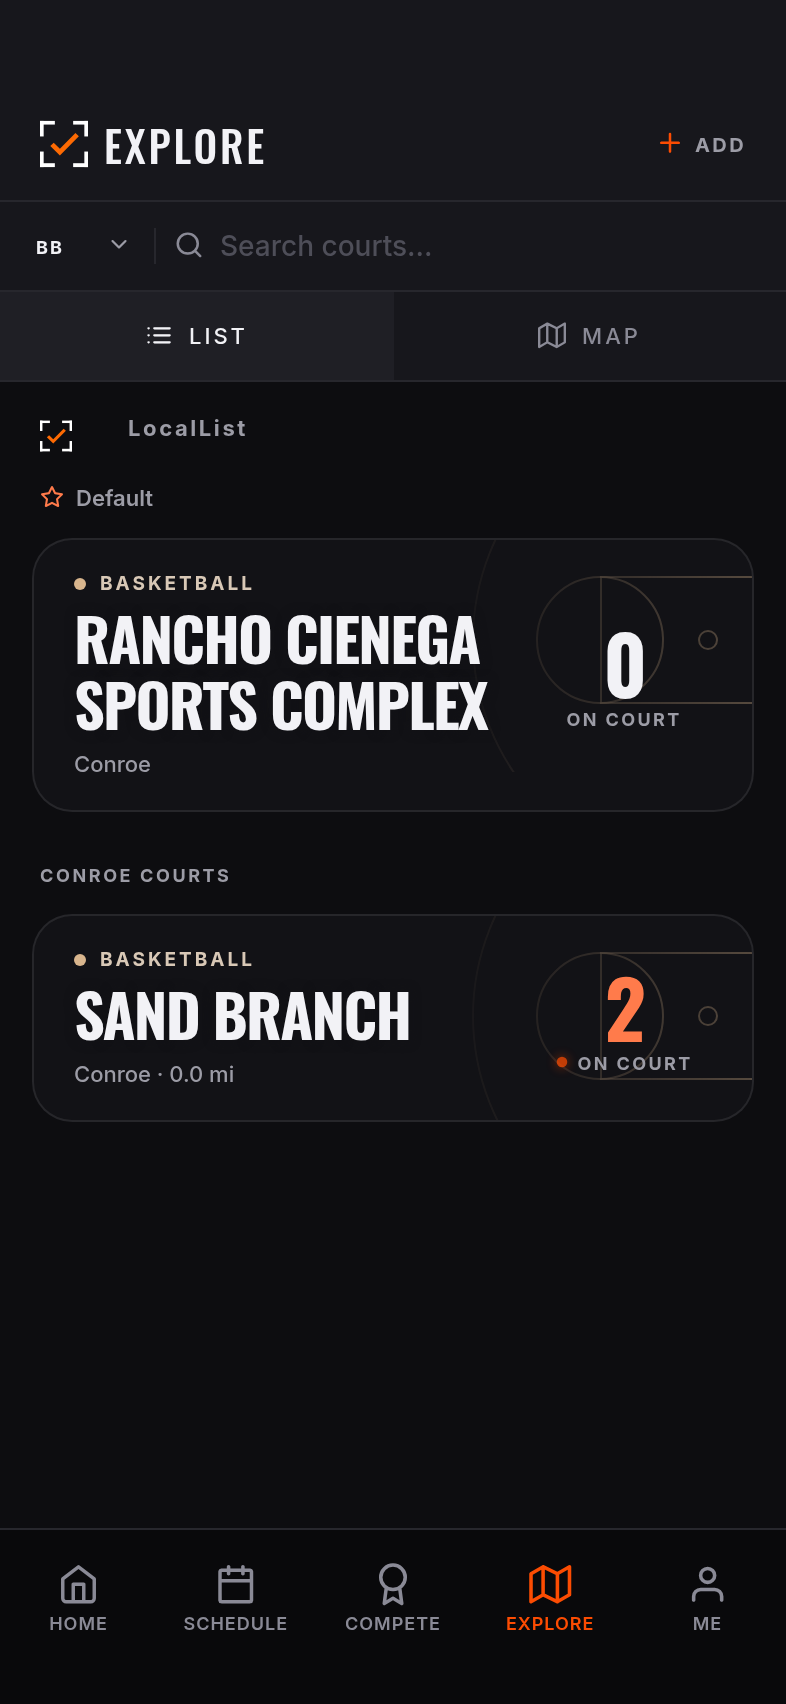 EXPLORE
ADD
BB
Search courts...
LIST
MAP
LocalList
Default
BASKETBALL
RANCHO CIENEGA
SPORTS COMPLEX
Conroe
0
ON COURT
CONROE COURTS
BASKETBALL
SAND BRANCH
Conroe · 0.0 mi
2
ON COURT
HOME
SCHEDULE
COMPETE
EXPLORE
ME